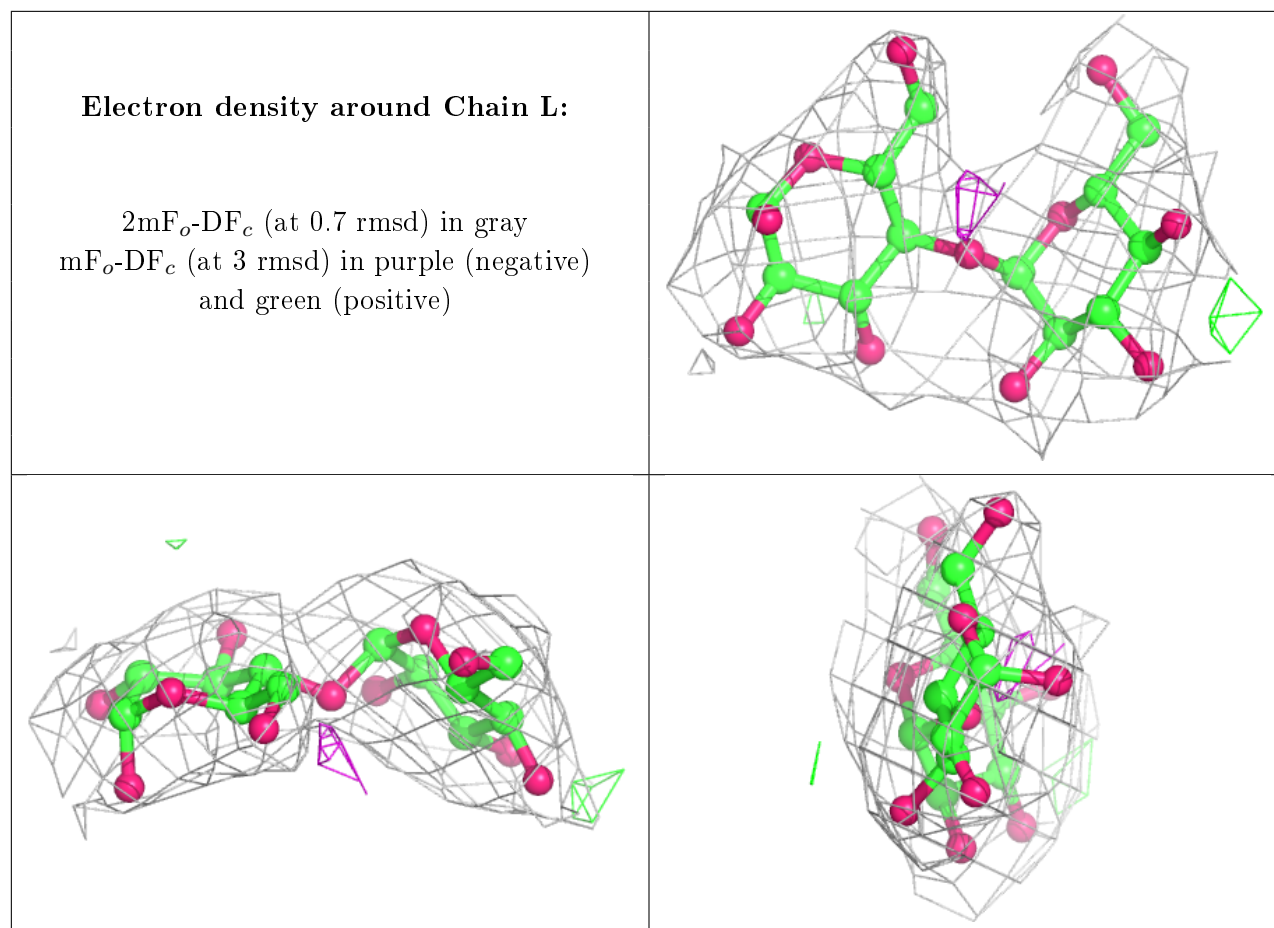 Electron density around Chain L:
2mFo-DFc (at 0.7 rmsd) in gray
mFo-DFc (at 3 rmsd) in purple (negative)
and green (positive)